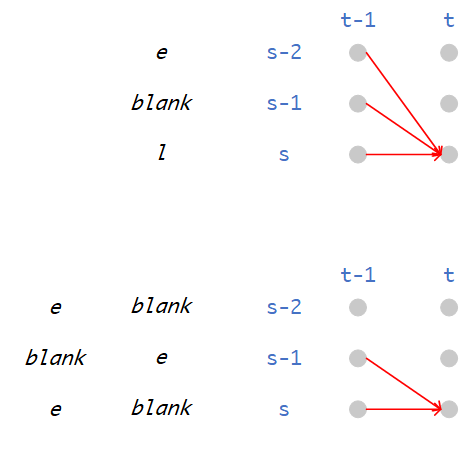 t-1 t
e s-2
blank s-1
l s
t-1 t
e blank s-2
blank e s-1
e blank s